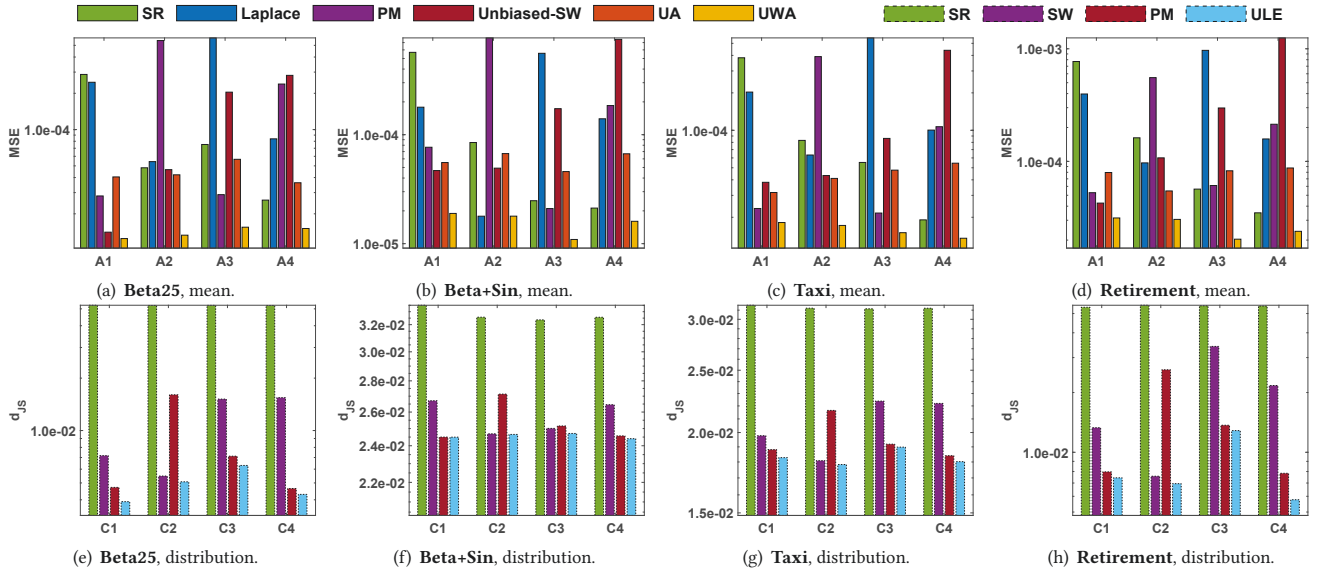 SR Laplace PM Unbiased-SW UA UWA SR SW PM ULE
MSE 1.0e-04 A1 A2 A3 A4
(a) Beta25, mean.
MSE 1.0e-04 1.0e-05 A1 A2 A3 A4
(b) Beta+Sin, mean.
MSE 1.0e-04 A1 A2 A3 A4
(c) Taxi, mean.
MSE 1.0e-03 1.0e-04 A1 A2 A3 A4
(d) Retirement, mean.
dJS 1.0e-02 C1 C2 C3 C4
(e) Beta25, distribution.
dJS 3.2e-02 3.0e-02 2.8e-02 2.6e-02 2.4e-02 2.2e-02 C1 C2 C3 C4
(f) Beta+Sin, distribution.
dJS 3.0e-02 2.5e-02 2.0e-02 1.5e-02 C1 C2 C3 C4
(g) Taxi, distribution.
dJS 1.0e-02 C1 C2 C3 C4
(h) Retirement, distribution.